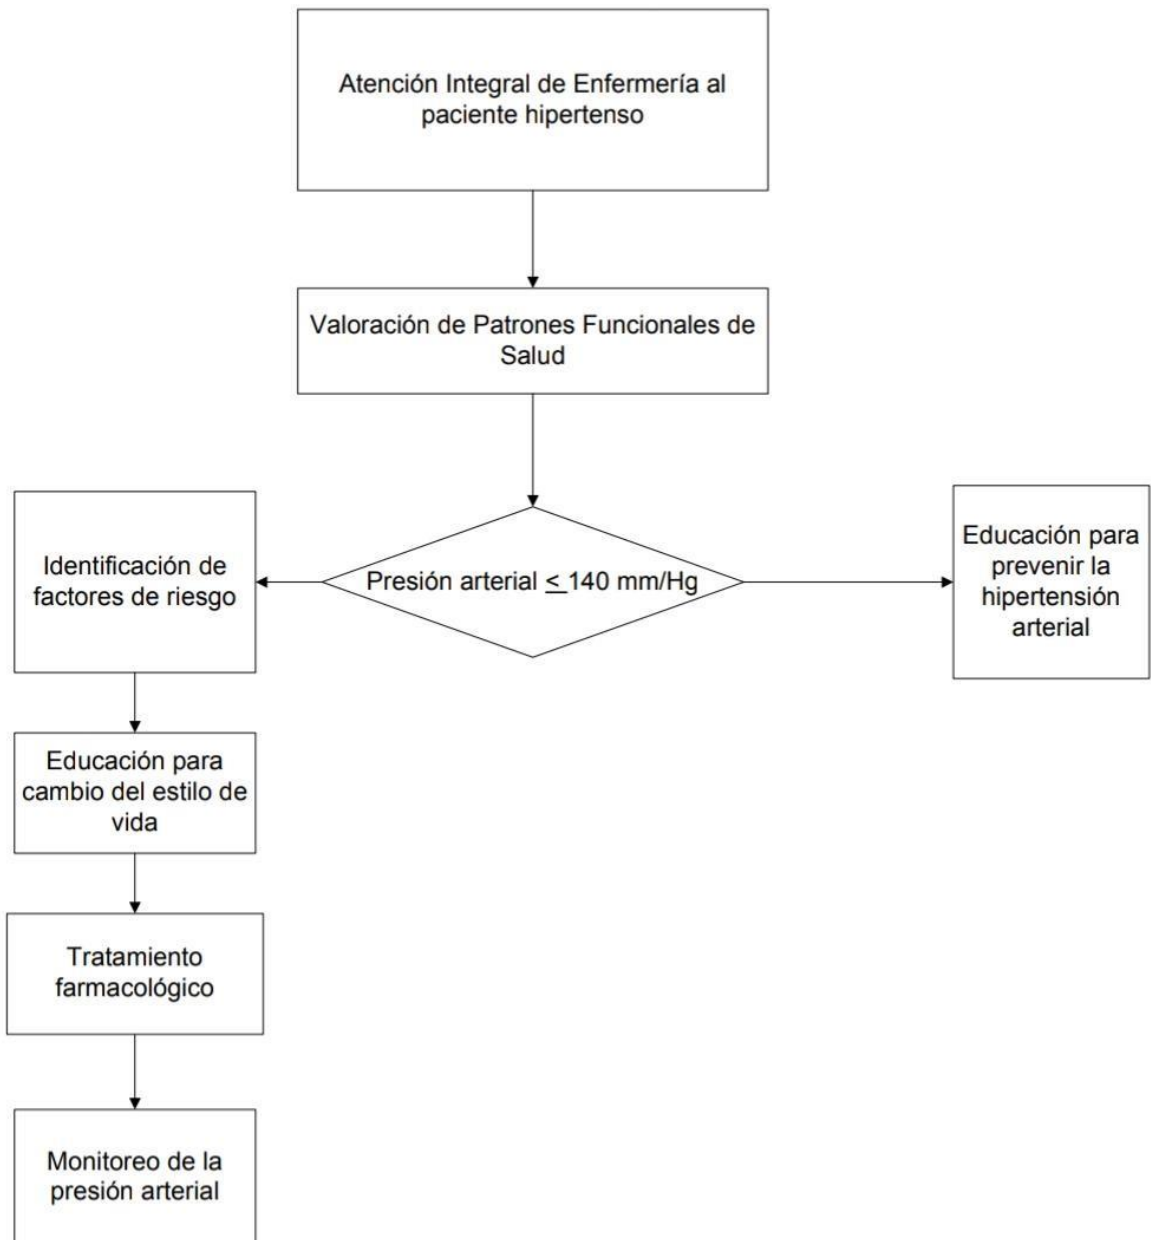 Atención Integral de Enfermería al
paciente hipertenso
Valoración de Patrones Funcionales de
Salud
Identificación de
factores de riesgo
Presión arterial ≤ 140 mm/Hg
Educación para
prevenir la
hipertensión
arterial
Educación para
cambio del estilo de
vida
Tratamiento
farmacológico
Monitoreo de la
presión arterial